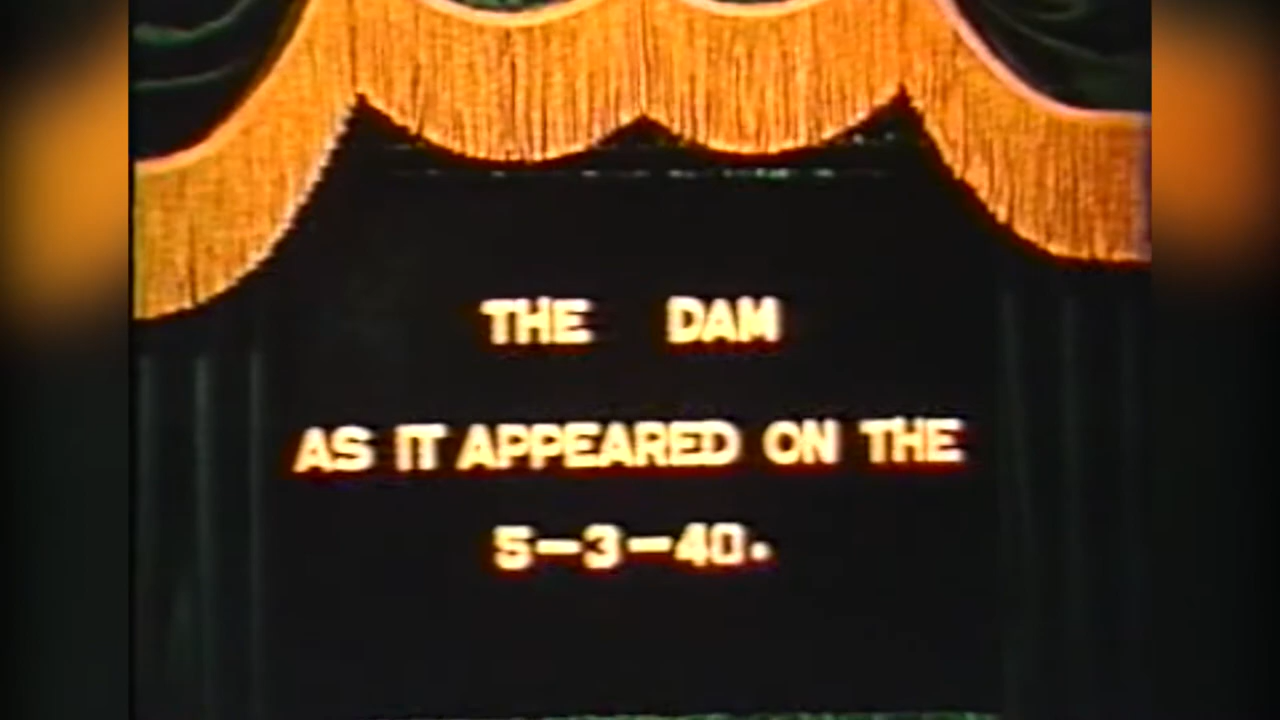 THE DAM
AS IT APPEARED ON THE
5-3-40.